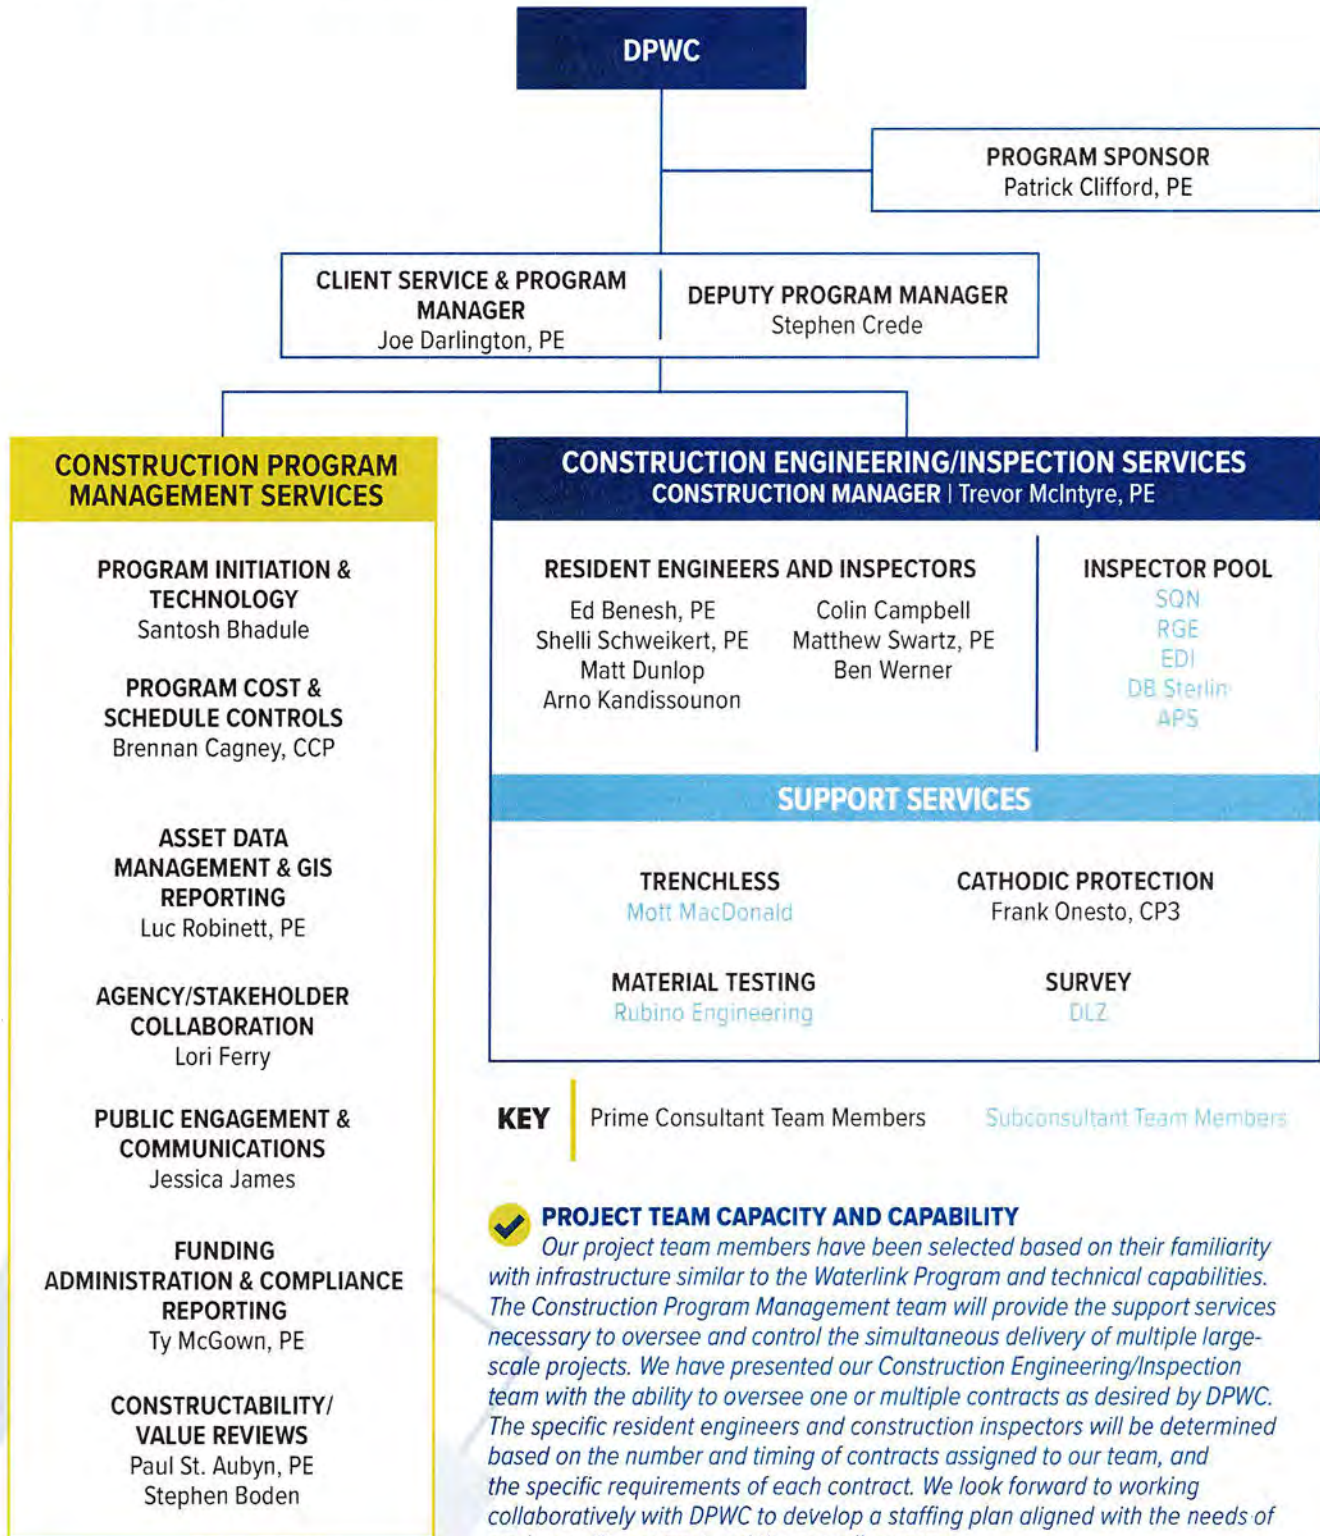 DPWC
PROGRAM SPONSOR
Patrick Clifford, PE
CLIENT SERVICE & PROGRAM
MANAGER
Joe Darlington, PE
DEPUTY PROGRAM MANAGER
Stephen Crede
CONSTRUCTION PROGRAM
MANAGEMENT SERVICES
PROGRAM INITIATION &
TECHNOLOGY
Santosh Bhadule
PROGRAM COST &
SCHEDULE CONTROLS
Brennan Cagney, CCP
ASSET DATA
MANAGEMENT & GIS
REPORTING
Luc Robinett, PE
AGENCY/STAKEHOLDER
COLLABORATION
Lori Ferry
PUBLIC ENGAGEMENT &
COMMUNICATIONS
Jessica James
FUNDING
ADMINISTRATION & COMPLIANCE
REPORTING
Ty McGown, PE
CONSTRUCTABILITY/
VALUE REVIEWS
Paul St. Aubyn, PE
Stephen Boden
CONSTRUCTION ENGINEERING/INSPECTION SERVICES
CONSTRUCTION MANAGER | Trevor McIntyre, PE
RESIDENT ENGINEERS AND INSPECTORS
Ed Benesh, PE
Shelli Schweikert, PE
Matt Dunlop
Arno Kandissounon
Colin Campbell
Matthew Swartz, PE
Ben Werner
INSPECTOR POOL
SQN
RGE
EDI
DB Sterlin
APS
SUPPORT SERVICES
TRENCHLESS
Mott MacDonald
CATHODIC PROTECTION
Frank Onesto, CP3
MATERIAL TESTING
Rubino Engineering
SURVEY
DLZ
KEY
Prime Consultant Team Members
Subconsultant Team Members
PROJECT TEAM CAPACITY AND CAPABILITY
Our project team members have been selected based on their familiarity
with infrastructure similar to the Waterlink Program and technical capabilities.
The Construction Program Management team will provide the support services
necessary to oversee and control the simultaneous delivery of multiple large-
scale projects. We have presented our Construction Engineering/Inspection
team with the ability to oversee one or multiple contracts as desired by DPWC.
The specific resident engineers and construction inspectors will be determined
based on the number and timing of contracts assigned to our team, and
the specific requirements of each contract. We look forward to working
collaboratively with DPWC to develop a staffing plan aligned with the needs of